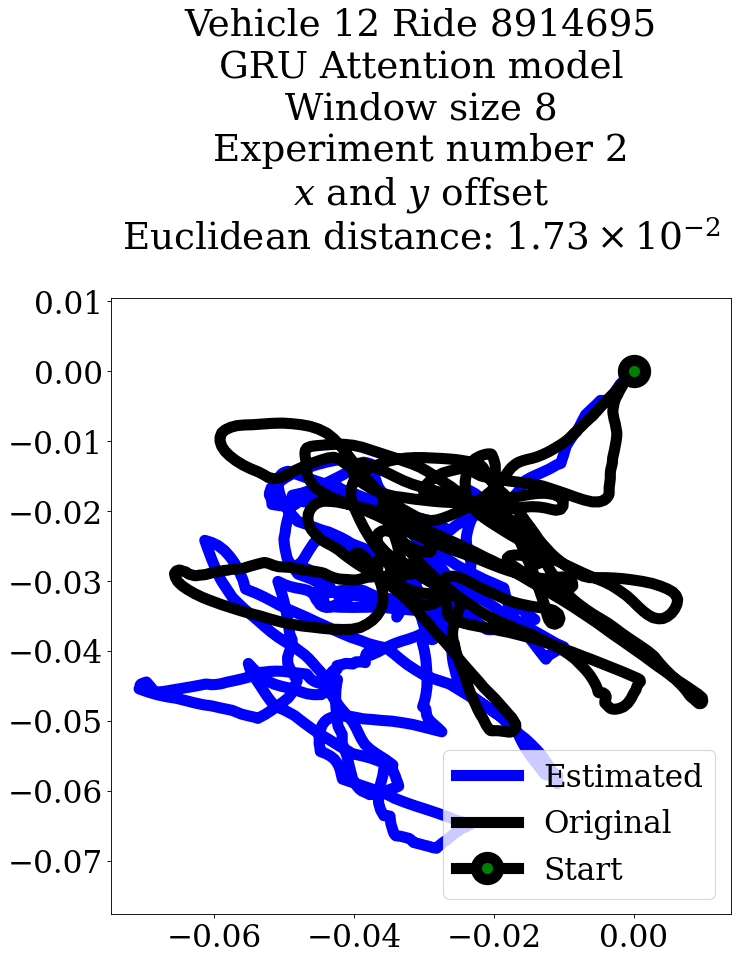 Vehicle 12 Ride 8914695
GRU Attention model
Window size 8
Experiment number 2
x and y offset
Euclidean distance: 1.73 × 10⁻²
0.01
0.00
−0.01
−0.02
−0.03
−0.04
−0.05
−0.06
−0.07
−0.06 −0.04 −0.02 0.00
Estimated
Original
Start